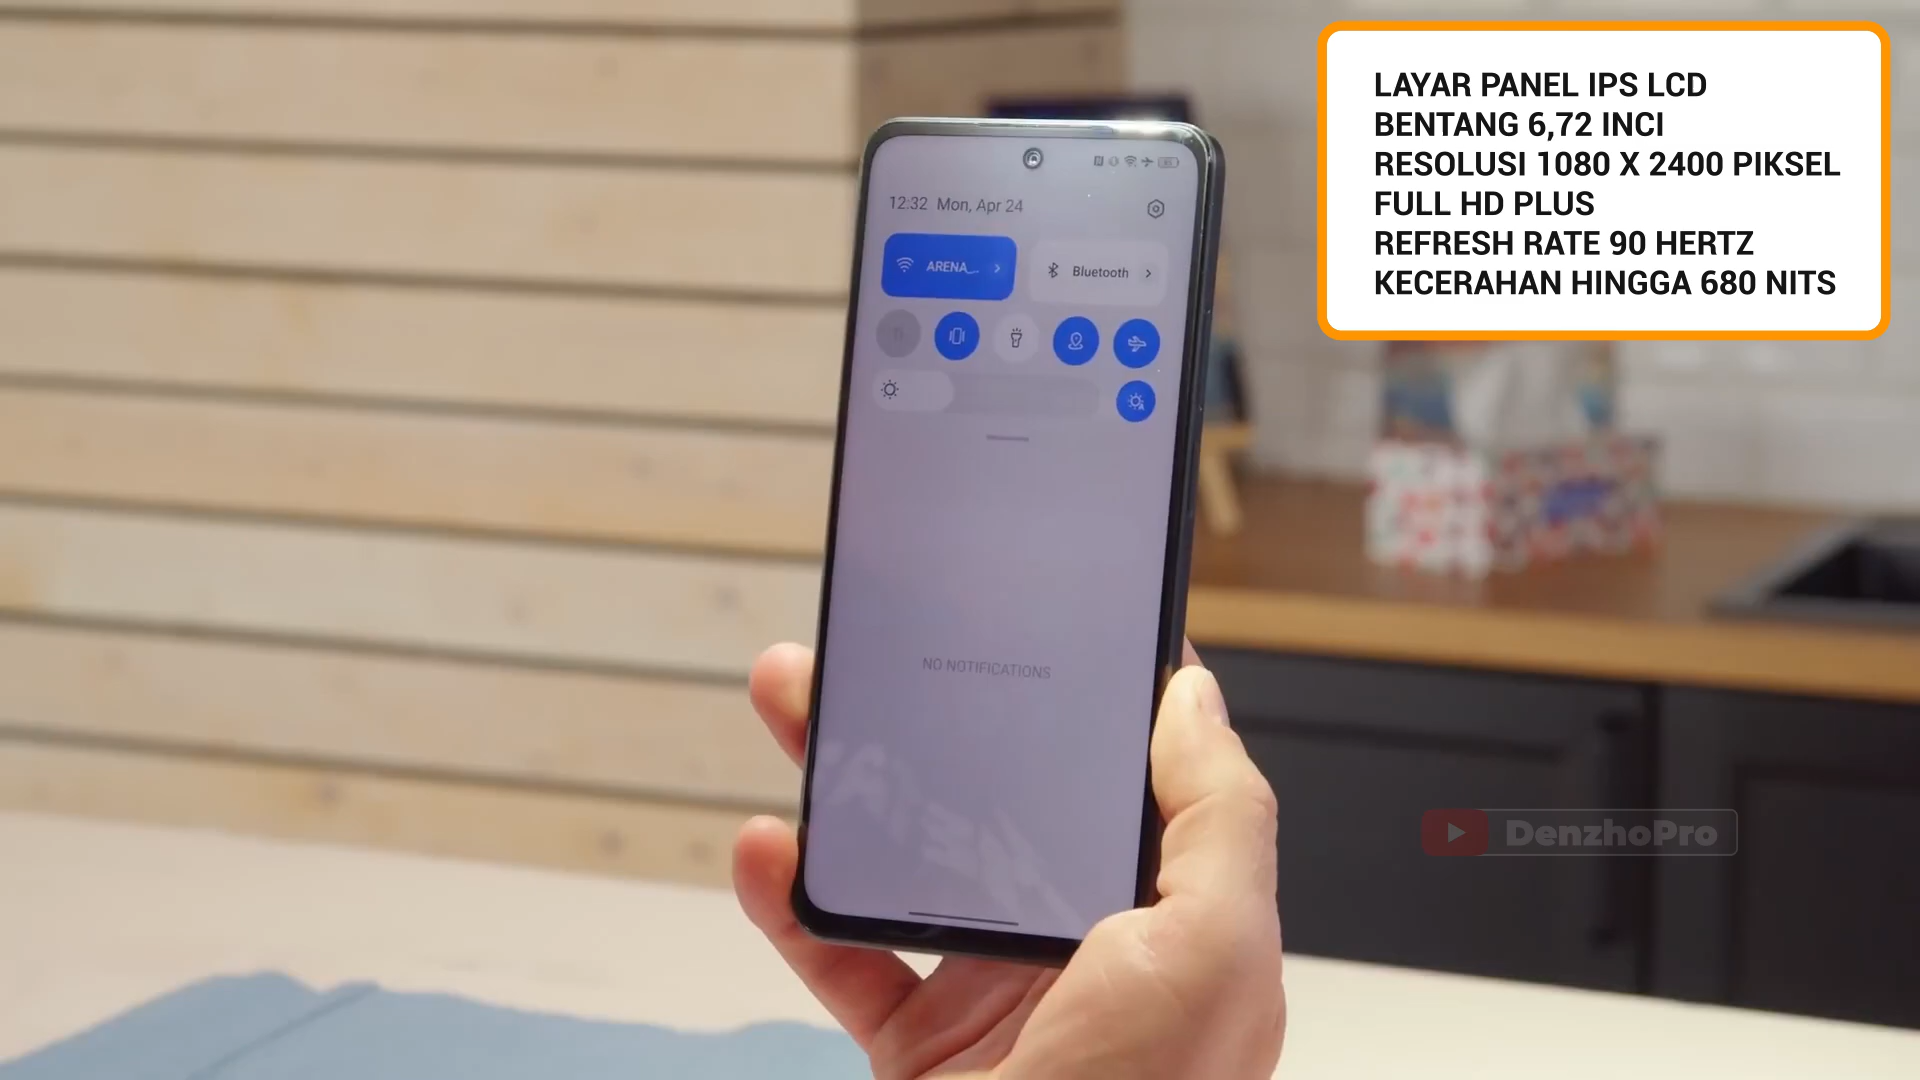 LAYAR PANEL IPS LCD
BENTANG 6,72 INCI
RESOLUSI 1080 X 2400 PIKSEL
FULL HD PLUS
REFRESH RATE 90 HERTZ
KECERAHAN HINGGA 680 NITS
12:32 Mon, Apr 24
ARENA_...
Bluetooth
NO NOTIFICATIONS
DenzhoPro